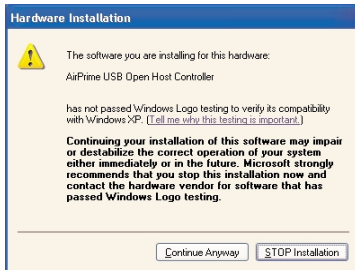 Hardware Installation
The software you are installing for this hardware:
AirPrime USB Open Host Controller
has not passed Windows Logo testing to verify its compatibility
with Windows XP. (Tell me why this testing is important.)
Continuing your installation of this software may impair
or destabilize the correct operation of your system
either immediately or in the future. Microsoft strongly
recommends that you stop this installation now and
contact the hardware vendor for software that has
passed Windows Logo testing.
Continue Anyway STOP Installation